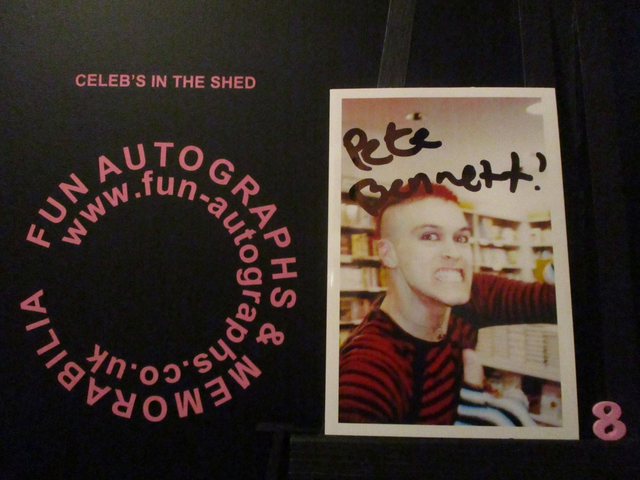 CELEB'S IN THE SHED
FUN AUTOGRAPHS & MEMORABILIA
www.fun-autographs.co.uk
Pete
Bennett!
8